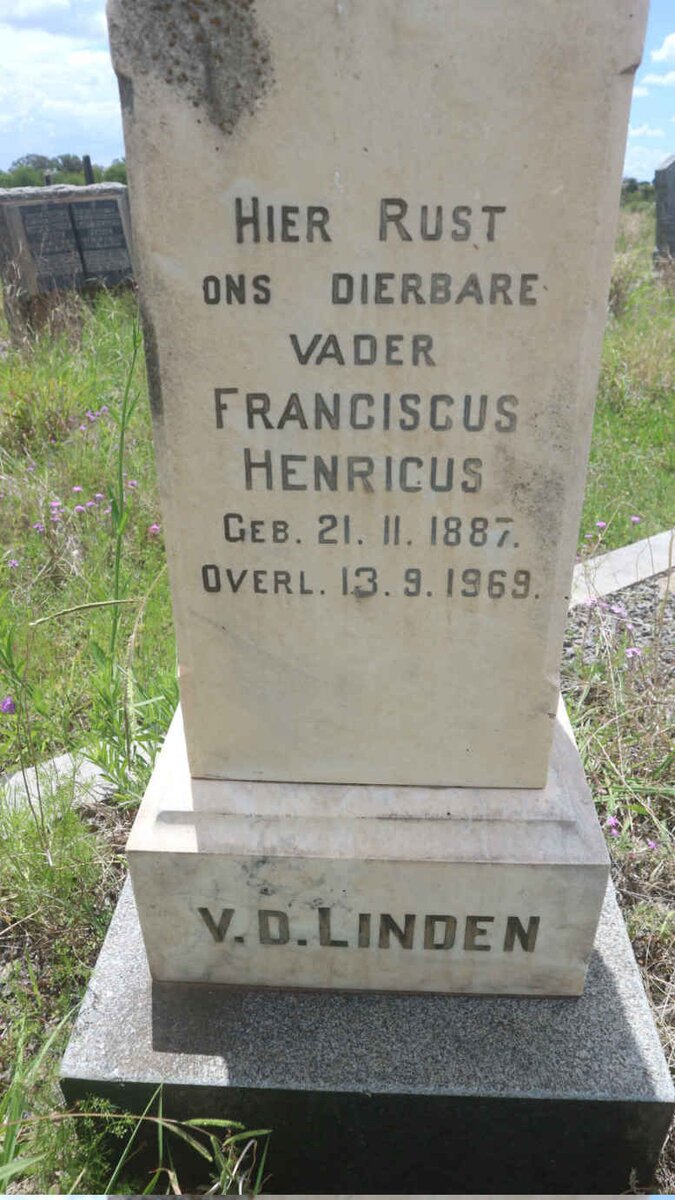 HIER RUST
ONS DIERBARE
VADER
FRANCISCUS
HENRICUS
GEB. 21. 11. 1887.
OVERL. 13. 9. 1969.
V.D. LINDEN